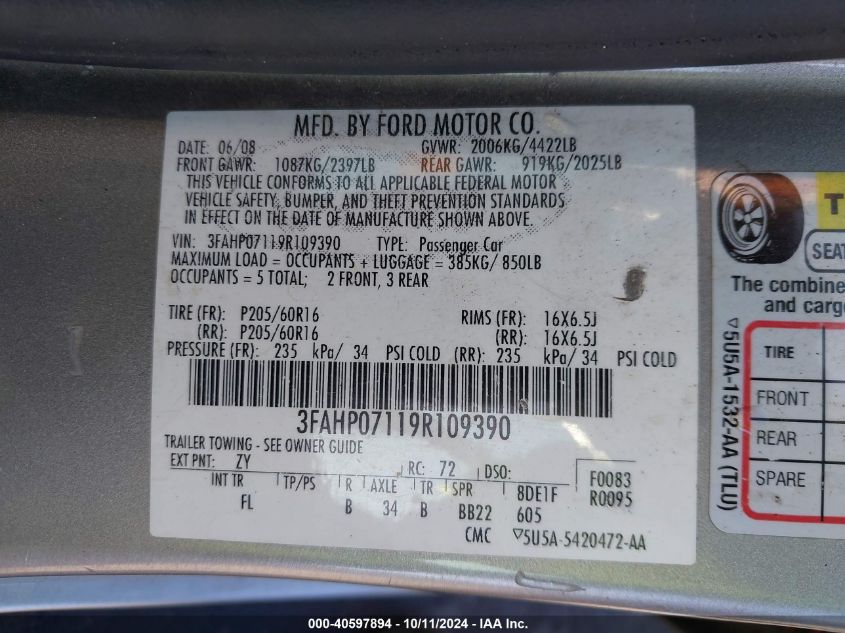 MFD. BY FORD MOTOR CO.
DATE: 06/08 GVWR: 2006KG/4422LB
FRONT GAWR: 1087KG/2397LB REAR GAWR: 919KG/2025LB
THIS VEHICLE CONFORMS TO ALL APPLICABLE FEDERAL MOTOR
VEHICLE SAFETY, BUMPER, AND THEFT PREVENTION STANDARDS
IN EFFECT ON THE DATE OF MANUFACTURE SHOWN ABOVE.
VIN: 3FAHP07119R109390 TYPE: Passenger Car
MAXIMUM LOAD = OCCUPANTS + LUGGAGE = 385KG/ 850LB
OCCUPANTS = 5 TOTAL; 2 FRONT, 3 REAR
TIRE (FR): P205/60R16 RIMS (FR): 16X6.5J
(RR): P205/60R16 (RR): 16X6.5J
PRESSURE (FR): 235 kPa/ 34 PSI COLD (RR): 235 kPa/ 34 PSI COLD
3FAHP07119R109390
TRAILER TOWING - SEE OWNER GUIDE
EXT PNT: ZY RC: 72 DSO: F0083
INT TR TP/PS R AXLE TR SPR 8DE1F R0095
FL B 34 B BB22 605
CMC ▽5U5A-5420472-AA
SEAT
The combine
and cargo
TIRE
FRONT
REAR
SPARE
▽5U5A-1532-AA (TLU)
000-40597894 - 10/11/2024 - IAA Inc.